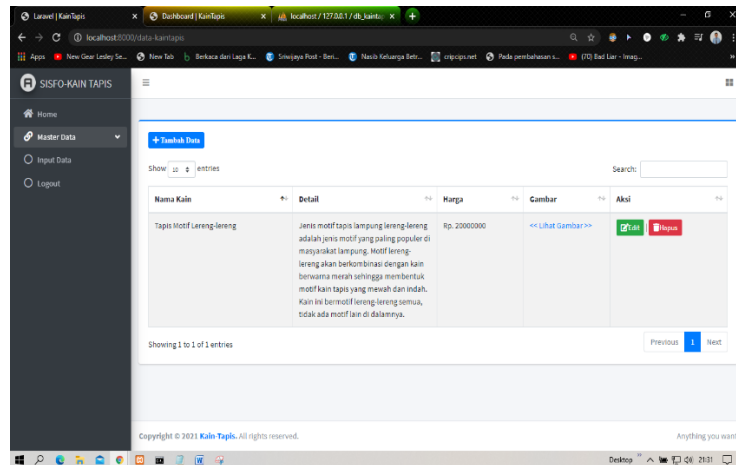 Laravel | KainTapis
Dashboard | KainTapis
localhost / 127.0.0.1 / db_kaintap
localhost:8000/data-kaintapis
Apps
New Gear Lesley Se...
New Tab
Berkaca dari Laga K...
Sriwijaya Post - Beri...
Nasib Keluarga Betr...
cripcips.net
Pada pembahasan s...
(70) Bad Liar - Imag...
SISFO-KAIN TAPIS
Home
Master Data
Input Data
Logout
+ Tambah Data
Show 10 entries
Search:
Nama Kain Detail Harga Gambar Aksi
Tapis Motif Lereng-lereng
Jenis motif tapis lampung lereng-lereng
adalah jenis motif yang paling populer di
masyarakat lampung. Motif lereng-
lereng akan berkombinasi dengan kain
berwarna merah sehingga membentuk
motif kain tapis yang mewah dan indah.
Kain ini bermotif lereng-lereng semua,
tidak ada motif lain di dalamnya.
Rp. 20000000
<< Lihat Gambar >>
Edit | Hapus
Showing 1 to 1 of 1 entries
Previous 1 Next
Copyright © 2021 Kain-Tapis. All rights reserved.
Anything you want
Desktop
21:31